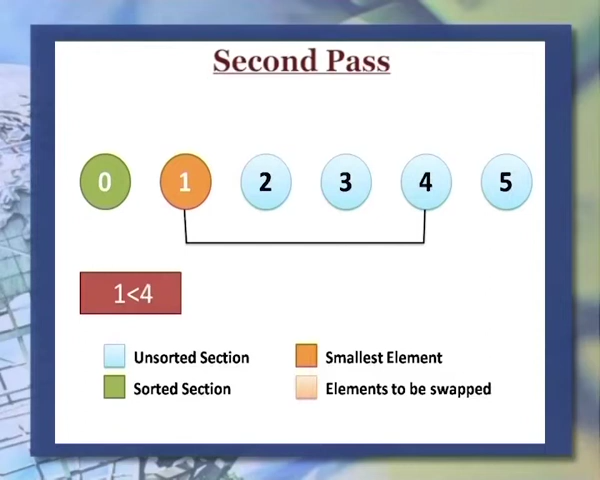 Second Pass
0 1 2 3 4 5
1<4
Unsorted Section Smallest Element
Sorted Section Elements to be swapped